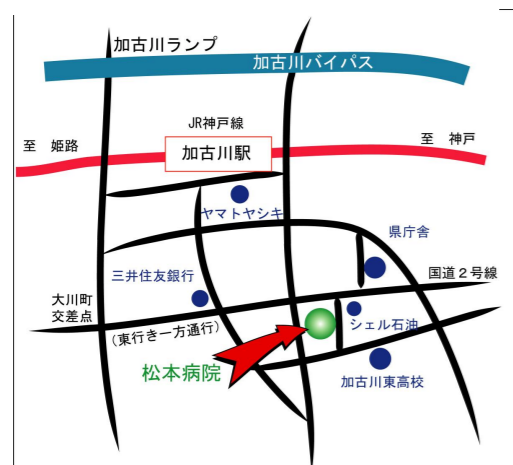 加古川ランプ
加古川バイパス
JR神戸線
至　姫路
加古川駅
至　神戸
ヤマトヤシキ
県庁舎
三井住友銀行
国道２号線
大川町
交差点
(東行き一方通行)
シェル石油
松本病院
加古川東高校